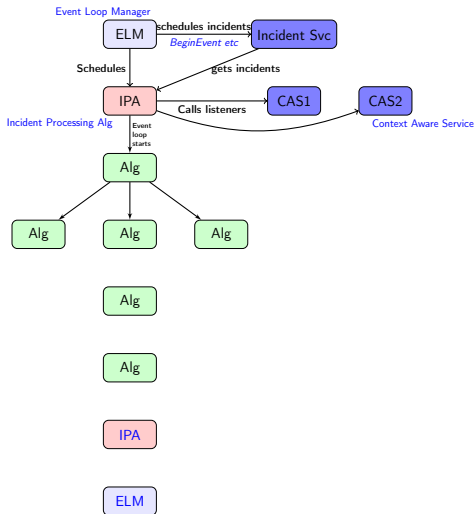 Event Loop Manager
ELM
schedules incidents
BeginEvent etc
Incident Svc
Schedules
gets incidents
IPA
Calls listeners
CAS1
CAS2
Incident Processing Alg
Context Aware Service
Event
loop
starts
Alg
Alg
Alg
Alg
Alg
Alg
IPA
ELM